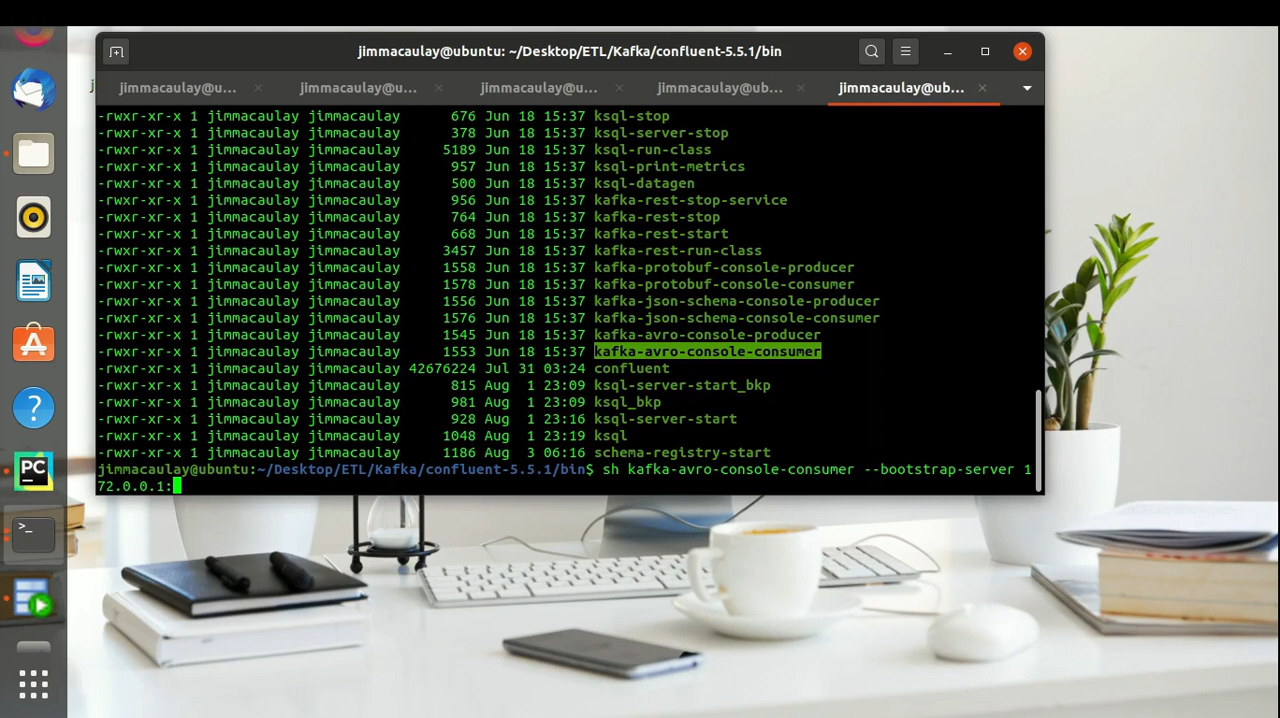 jimmacaulay@ubuntu: ~/Desktop/ETL/Kafka/confluent-5.5.1/bin
jimmacaulay@u... jimmacaulay@u... jimmacaulay@u... jimmacaulay@ub... jimmacaulay@ub...
-rwxr-xr-x 1 jimmacaulay jimmacaulay 676 Jun 18 15:37 ksql-stop
-rwxr-xr-x 1 jimmacaulay jimmacaulay 378 Jun 18 15:37 ksql-server-stop
-rwxr-xr-x 1 jimmacaulay jimmacaulay 5189 Jun 18 15:37 ksql-run-class
-rwxr-xr-x 1 jimmacaulay jimmacaulay 957 Jun 18 15:37 ksql-print-metrics
-rwxr-xr-x 1 jimmacaulay jimmacaulay 500 Jun 18 15:37 ksql-datagen
-rwxr-xr-x 1 jimmacaulay jimmacaulay 956 Jun 18 15:37 kafka-rest-stop-service
-rwxr-xr-x 1 jimmacaulay jimmacaulay 764 Jun 18 15:37 kafka-rest-stop
-rwxr-xr-x 1 jimmacaulay jimmacaulay 668 Jun 18 15:37 kafka-rest-start
-rwxr-xr-x 1 jimmacaulay jimmacaulay 3457 Jun 18 15:37 kafka-rest-run-class
-rwxr-xr-x 1 jimmacaulay jimmacaulay 1558 Jun 18 15:37 kafka-protobuf-console-producer
-rwxr-xr-x 1 jimmacaulay jimmacaulay 1578 Jun 18 15:37 kafka-protobuf-console-consumer
-rwxr-xr-x 1 jimmacaulay jimmacaulay 1556 Jun 18 15:37 kafka-json-schema-console-producer
-rwxr-xr-x 1 jimmacaulay jimmacaulay 1576 Jun 18 15:37 kafka-json-schema-console-consumer
-rwxr-xr-x 1 jimmacaulay jimmacaulay 1545 Jun 18 15:37 kafka-avro-console-producer
-rwxr-xr-x 1 jimmacaulay jimmacaulay 1553 Jun 18 15:37 kafka-avro-console-consumer
-rwxr-xr-x 1 jimmacaulay jimmacaulay 42676224 Jul 31 03:24 confluent
-rwxr-xr-x 1 jimmacaulay jimmacaulay 815 Aug 1 23:09 ksql-server-start_bkp
-rwxr-xr-x 1 jimmacaulay jimmacaulay 981 Aug 1 23:09 ksql_bkp
-rwxr-xr-x 1 jimmacaulay jimmacaulay 928 Aug 1 23:16 ksql-server-start
-rwxr-xr-x 1 jimmacaulay jimmacaulay 1048 Aug 1 23:19 ksql
-rwxr-xr-x 1 jimmacaulay jimmacaulay 1186 Aug 3 06:16 schema-registry-start
jimmacaulay@ubuntu:~/Desktop/ETL/Kafka/confluent-5.5.1/bin$ sh kafka-avro-console-consumer --bootstrap-server 1
72.0.0.1:
PC
>_